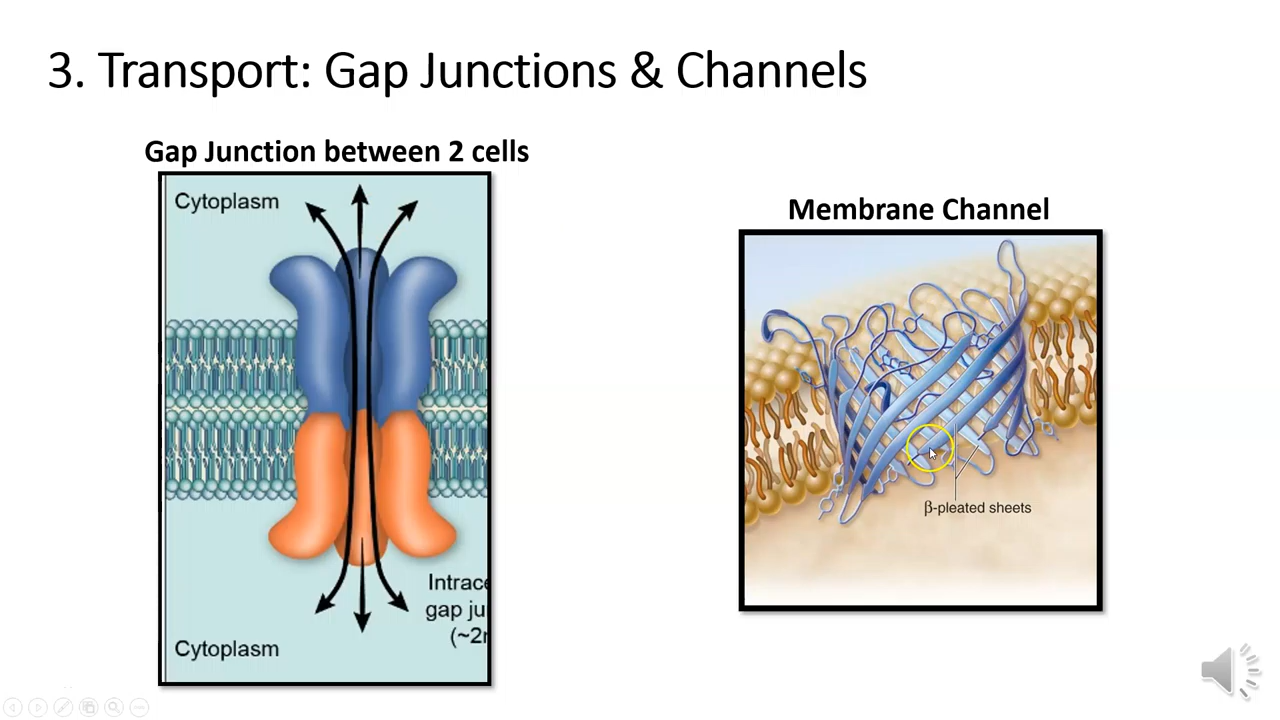 3. Transport: Gap Junctions & Channels
Gap Junction between 2 cells
Cytoplasm
Intrace
gap ju
(~2
Cytoplasm
Membrane Channel
β-pleated sheets